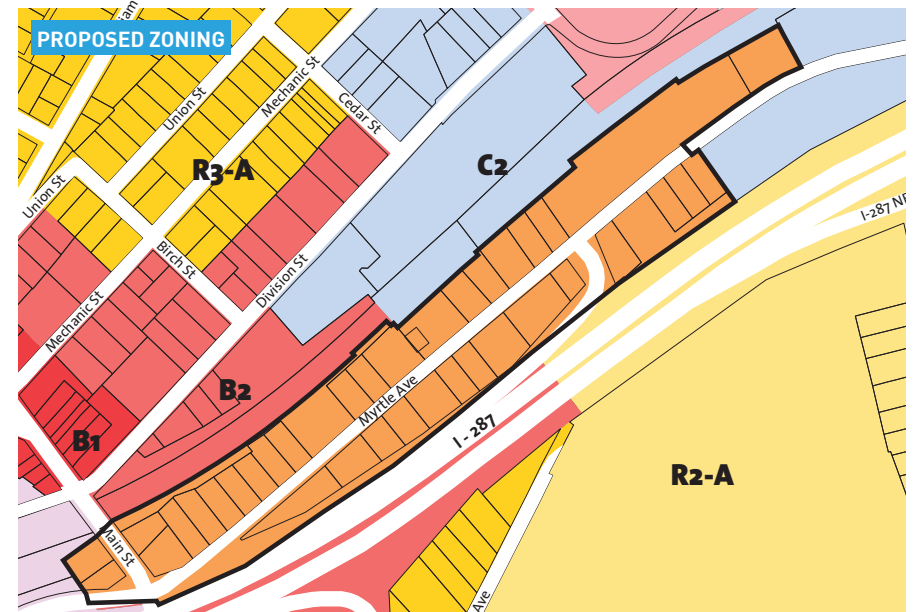 PROPOSED ZONING
Union St
Mechanic St
Cedar St
R3-A
C2
Union St
I-287
Birch St
Division St
Mechanic St
B2
Myrtle Ave
I - 287
B1
R2-A
Main St
Ave